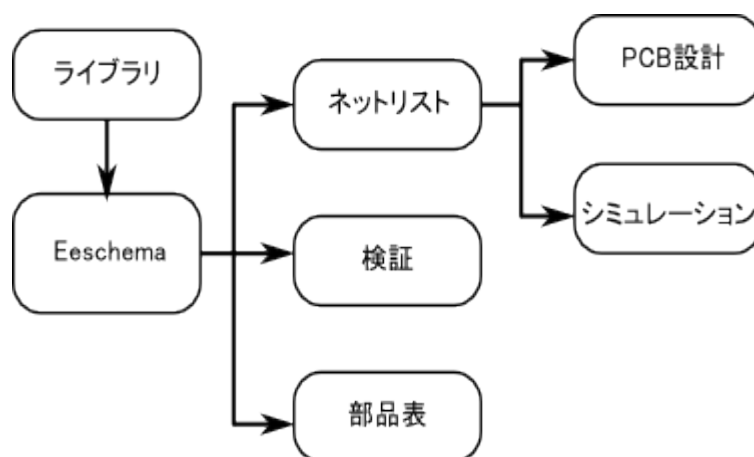 ライブラリ
Eeschema
ネットリスト
検証
部品表
PCB設計
シミュレーション